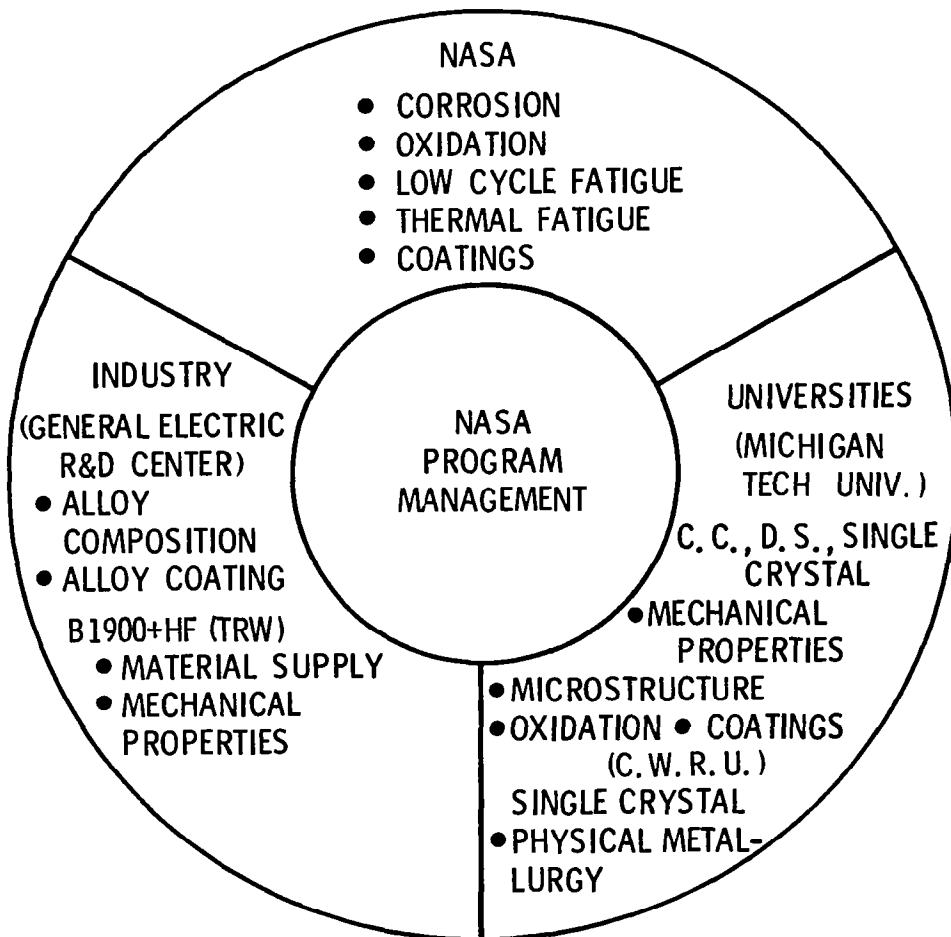 NASA
• CORROSION
• OXIDATION
• LOW CYCLE FATIGUE
• THERMAL FATIGUE
• COATINGS
INDUSTRY
(GENERAL ELECTRIC
R&D CENTER)
• ALLOY
COMPOSITION
• ALLOY COATING
B1900+HF (TRW)
• MATERIAL SUPPLY
• MECHANICAL
PROPERTIES
NASA
PROGRAM
MANAGEMENT
UNIVERSITIES
(MICHIGAN
TECH UNIV.)
C.C., D.S., SINGLE
CRYSTAL
• MECHANICAL
PROPERTIES
• MICROSTRUCTURE
• OXIDATION • COATINGS
(C.W.R.U.)
SINGLE CRYSTAL
• PHYSICAL METAL-
LURGY